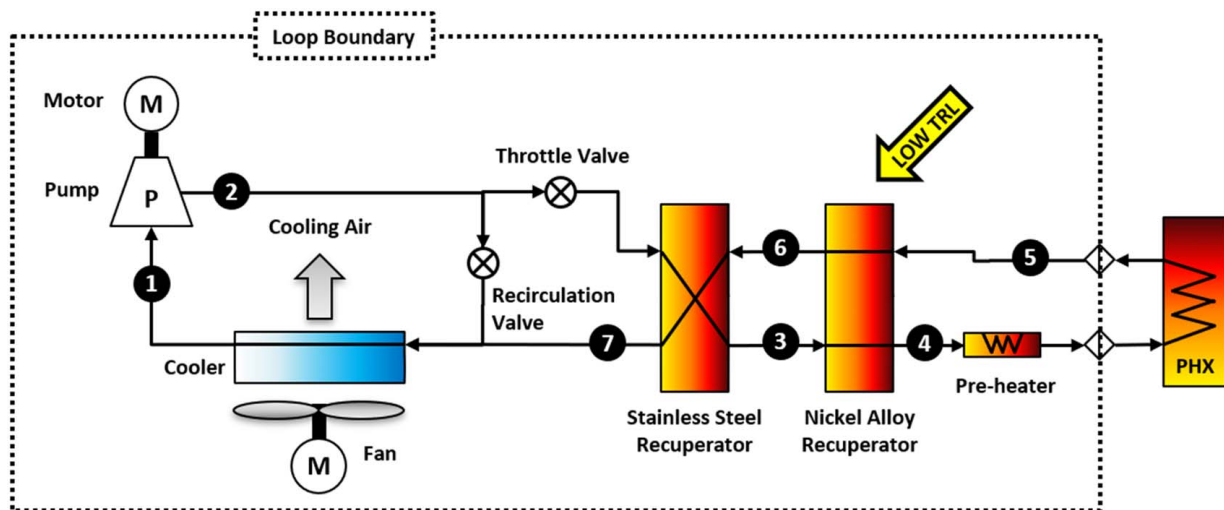 Loop Boundary
Motor
M
LOW TRL
Throttle Valve
Pump
P
2
Cooling Air
6
5
1
Recirculation
Valve
7
3
4
Cooler
PHX
Pre-heater
Stainless Steel
Recuperator
Nickel Alloy
Recuperator
Fan
M